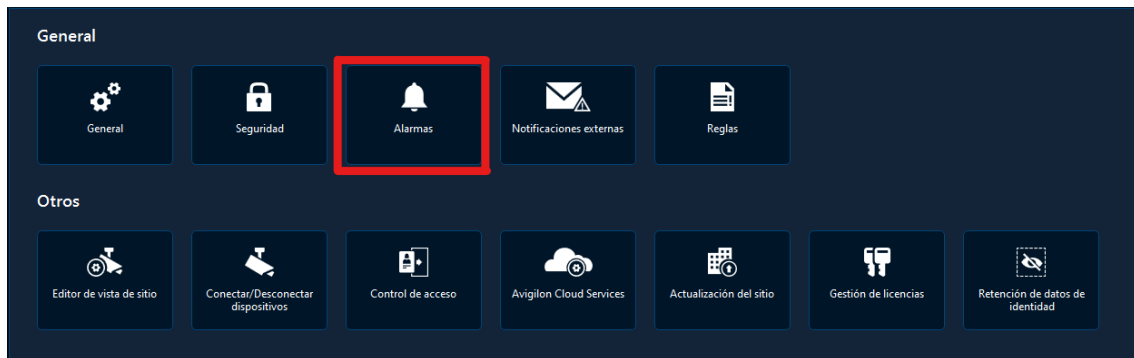 General
General
Seguridad
Alarmas
Notificaciones externas
Reglas
Otros
Editor de vista de sitio
Conectar/Desconectar
dispositivos
Control de acceso
Avigilon Cloud Services
Actualización del sitio
Gestión de licencias
Retención de datos de
identidad